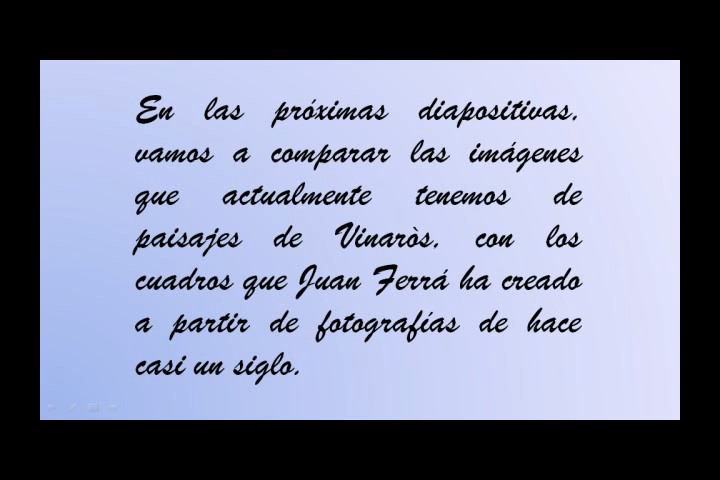 En las próximas diapositivas,
vamos a comparar las imágenes
que actualmente tenemos de
paisajes de Vinaròs, con los
cuadros que Juan Ferrá ha creado
a partir de fotografías de hace
casi un siglo.